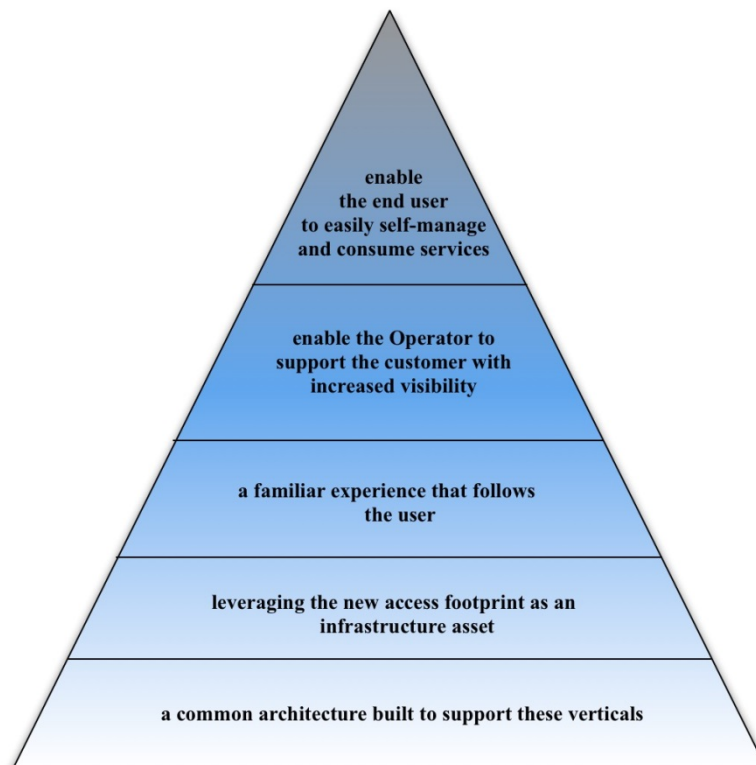 enable
the end user
to easily self-manage
and consume services
enable the Operator to
support the customer with
increased visibility
a familiar experience that follows
the user
leveraging the new access footprint as an
infrastructure asset
a common architecture built to support these verticals